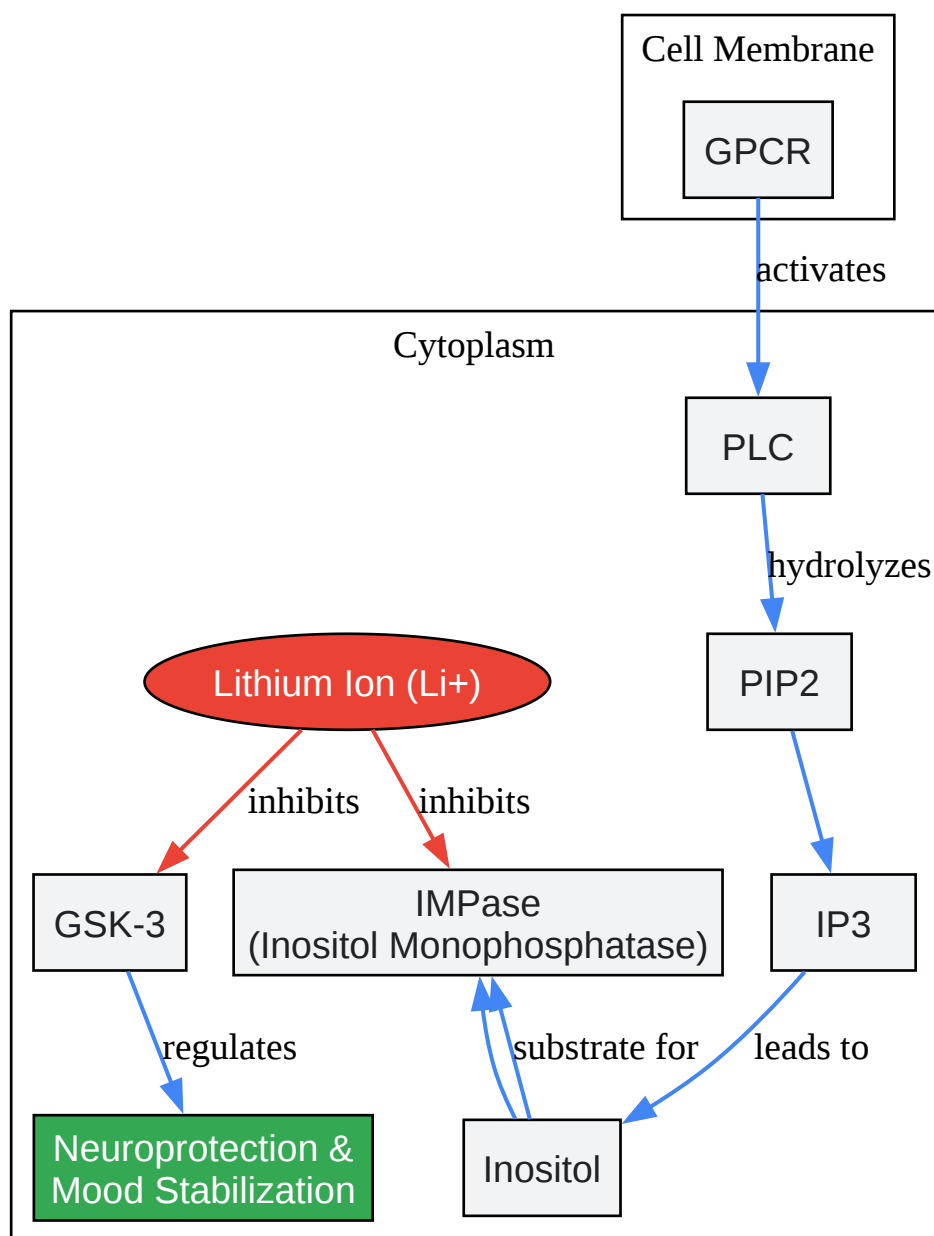 Cell Membrane
GPCR
activates
Cytoplasm
PLC
hydrolyzes
Lithium Ion (Li+)
PIP2
inhibits
inhibits
GSK-3
IMPase
(Inositol Monophosphatase)
IP3
regulates
substrate for
leads to
Neuroprotection &
Mood Stabilization
Inositol